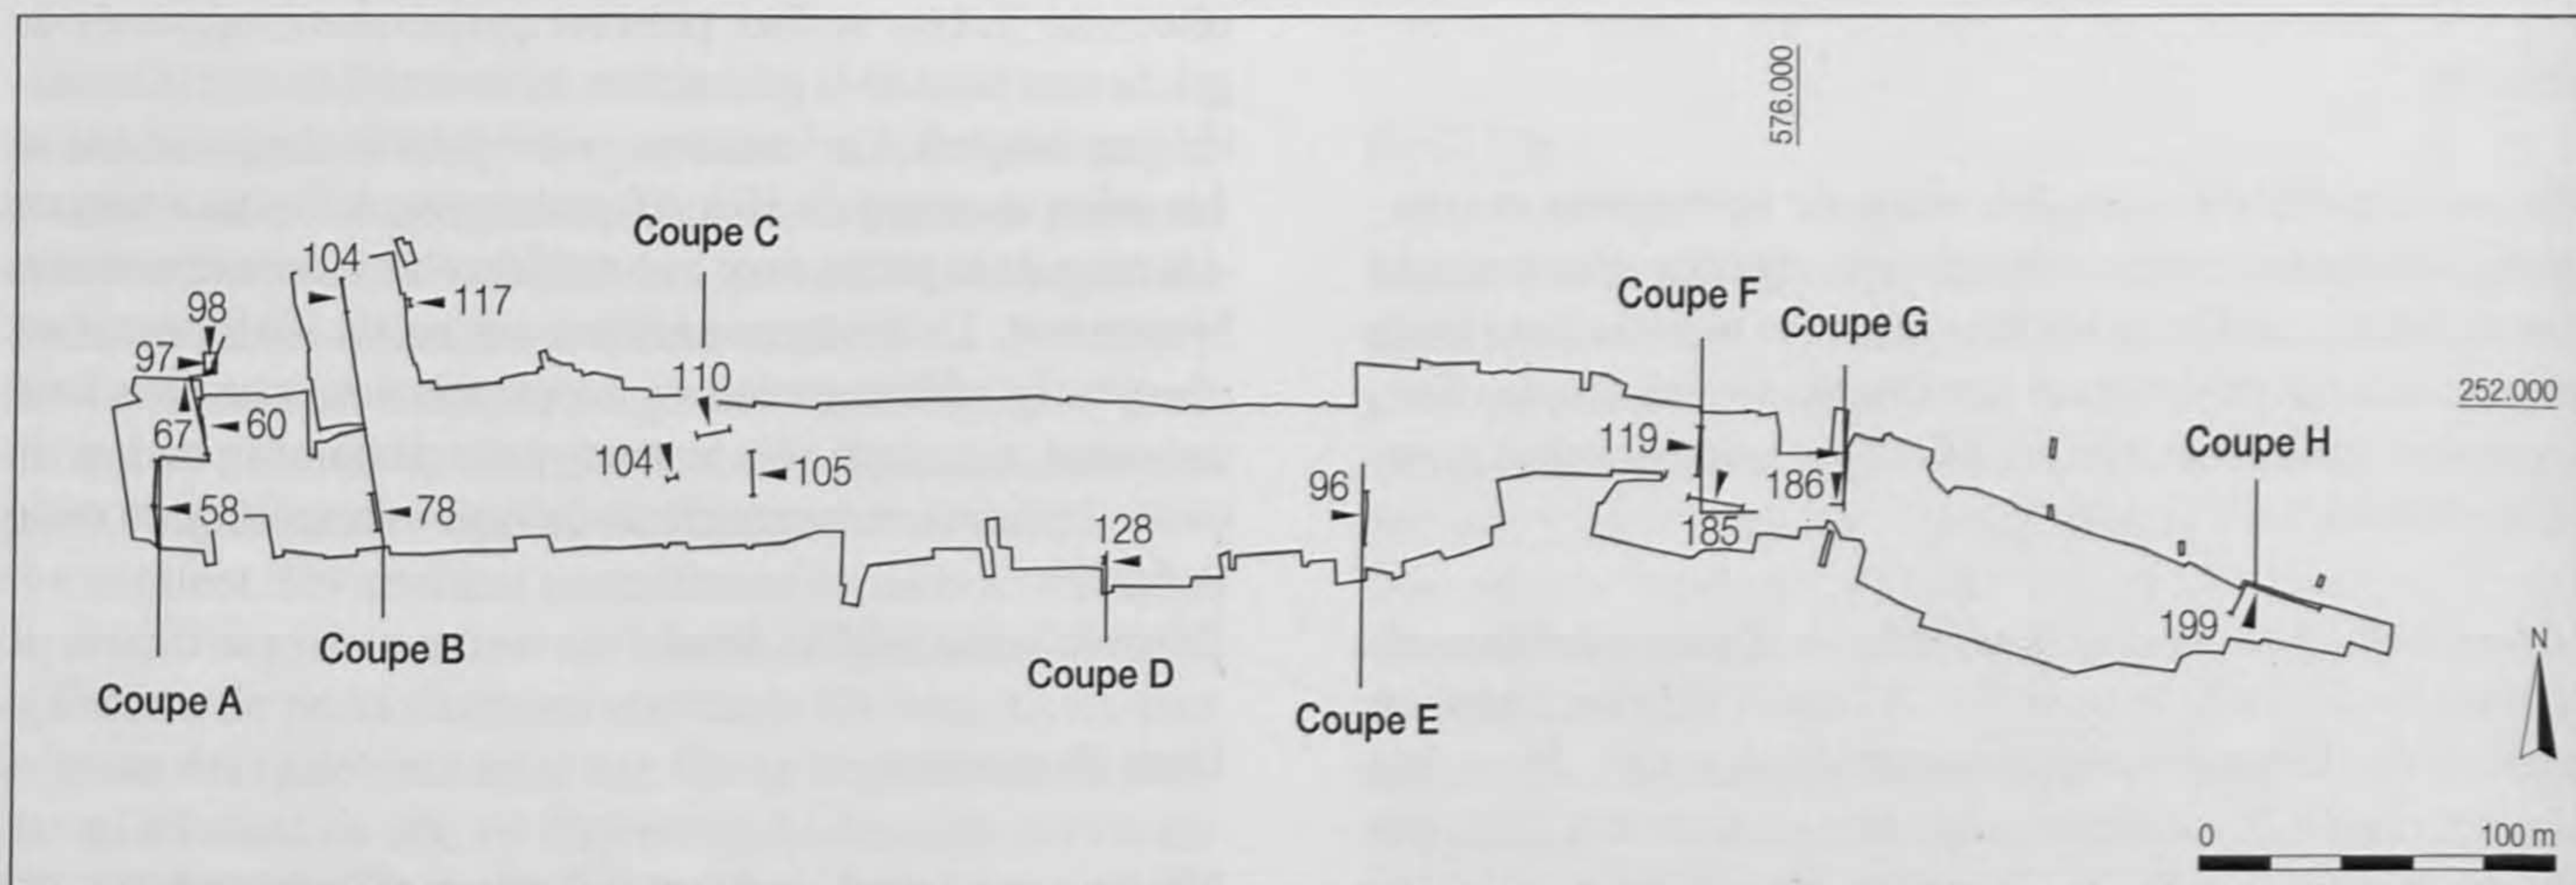 576.000
Coupe C
104
117
98
Coupe F
Coupe G
97
110
252.000
67
60
104
105
119
Coupe H
96
186
58
78
128
185
199
Coupe B
Coupe D
Coupe A
Coupe E
N
0 100 m